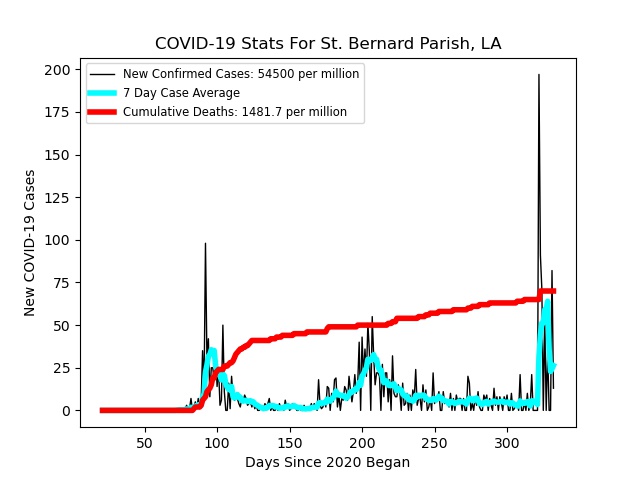 COVID-19 Stats For St. Bernard Parish, LA
New Confirmed Cases: 54500 per million
7 Day Case Average
Cumulative Deaths: 1481.7 per million
New COVID-19 Cases
200
175
150
125
100
75
50
25
0
50
100
150
200
250
300
Days Since 2020 Began